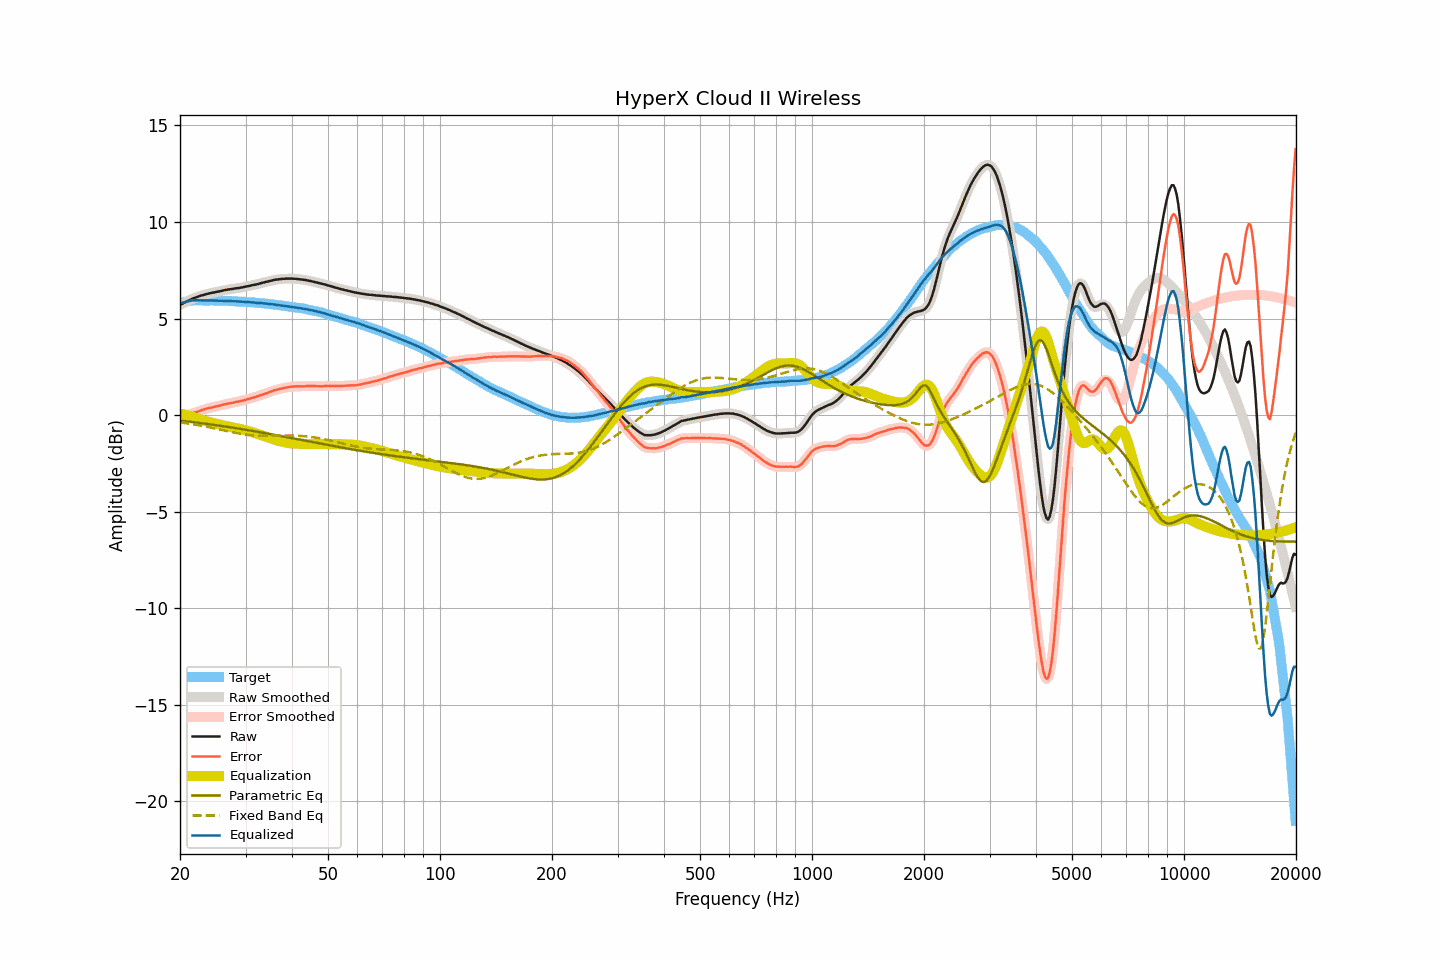 HyperX Cloud II Wireless
15
10
5
0
−5
−10
−15
−20
Amplitude (dBr)
Target
Raw Smoothed
Error Smoothed
Raw
Error
Equalization
Parametric Eq
Fixed Band Eq
Equalized
20 50 100 200 500 1000 2000 5000 10000 20000
Frequency (Hz)